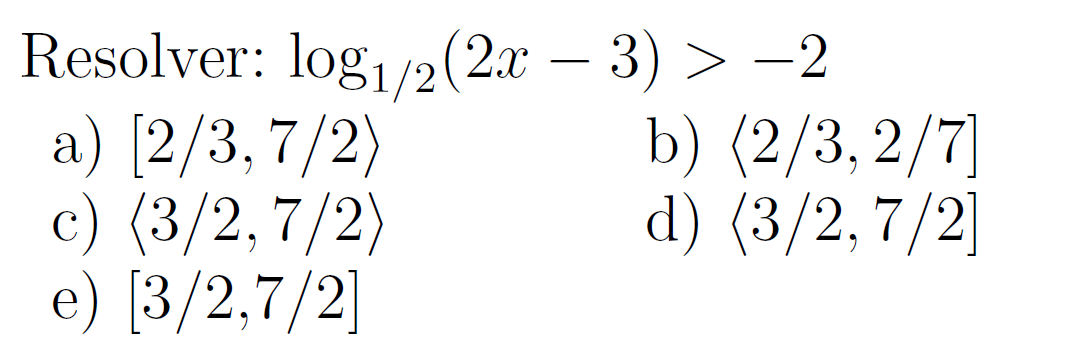 Resolver: log_{1/2}(2x − 3) > −2
a) [2/3, 7/2⟩ b) ⟨2/3, 2/7]
c) ⟨3/2, 7/2⟩ d) ⟨3/2, 7/2]
e) [3/2,7/2]